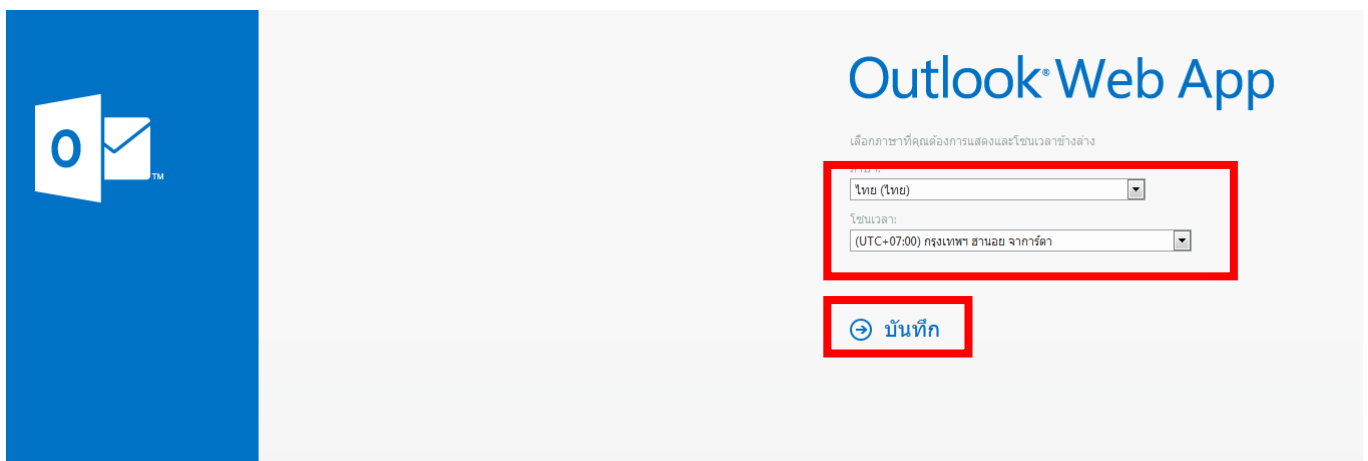 Outlook® Web App
เลือกภาษาที่คุณต้องการแสดงและโซนเวลาข้างล่าง
ไทย (ไทย)
โซนเวลา:
(UTC+07:00) กรุงเทพฯ ฮานอย จาการ์ตา
บันทึก
O
TM